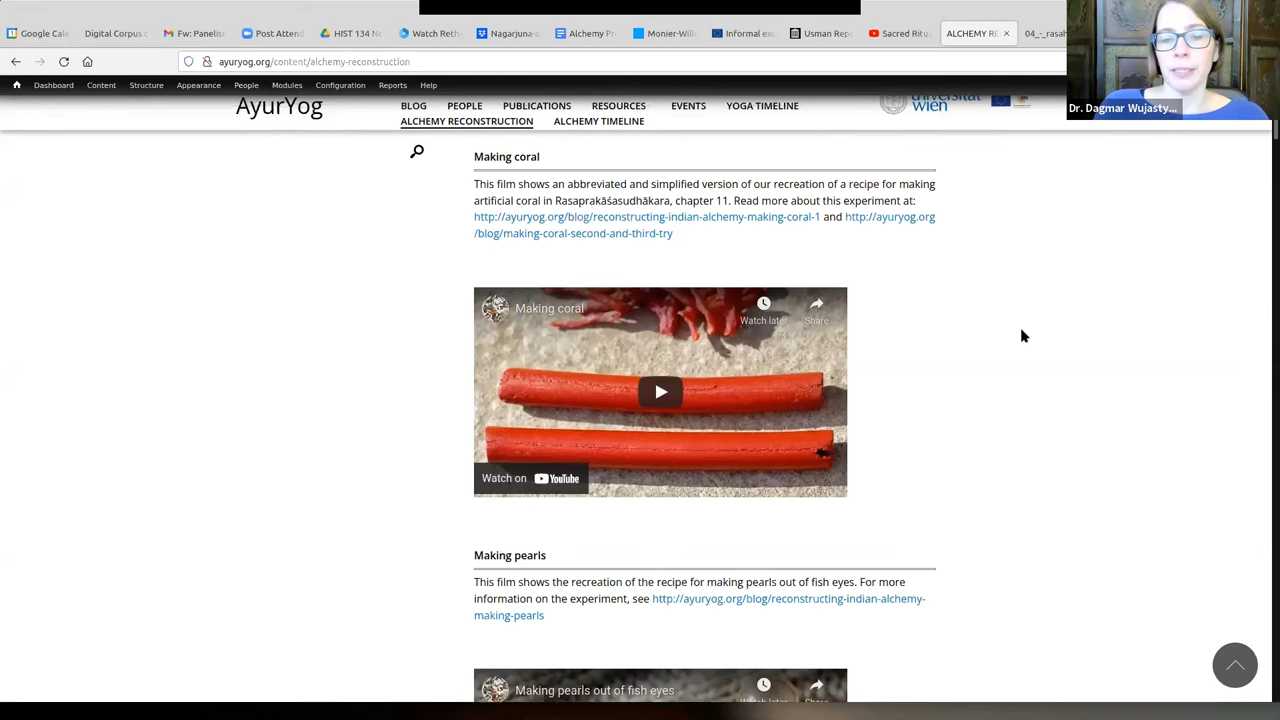 Google Cale
Digital Corpus c
Fw: Panelis
Post Attend
HIST 134 N
Watch Reth
Nagarjuna-
Alchemy Pr
Monier-Will
Informal ex
Usman Rep
Sacred Ritu
ALCHEMY RE
04_-_rasah
ayuryog.org/content/alchemy-reconstruction
Dashboard Content Structure Appearance People Modules Configuration Reports Help
AyurYog
BLOG PEOPLE PUBLICATIONS RESOURCES EVENTS YOGA TIMELINE
ALCHEMY RECONSTRUCTION ALCHEMY TIMELINE
universität
wien
Dr. Dagmar Wujasty...
Making coral
This film shows an abbreviated and simplified version of our recreation of a recipe for making
artificial coral in Rasaprakāśasudhākara, chapter 11. Read more about this experiment at:
http://ayuryog.org/blog/reconstructing-indian-alchemy-making-coral-1 and http://ayuryog.org
/blog/making-coral-second-and-third-try
Making coral
Watch later
Share
Watch on YouTube
Making pearls
This film shows the recreation of the recipe for making pearls out of fish eyes. For more
information on the experiment, see http://ayuryog.org/blog/reconstructing-indian-alchemy-
making-pearls
Making pearls out of fish eyes
Watch later
Share